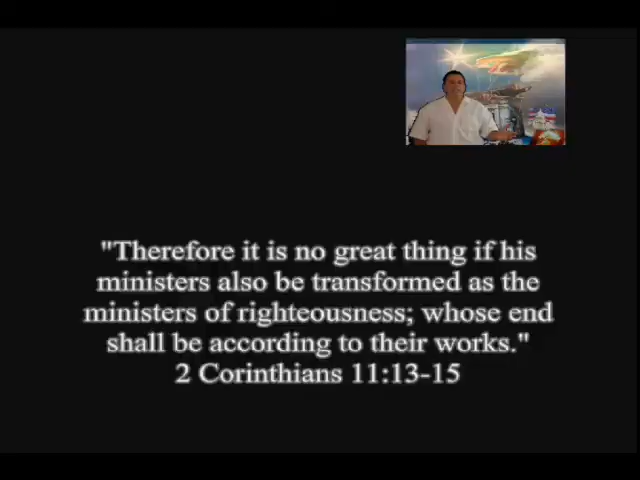 "Therefore it is no great thing if his
ministers also be transformed as the
ministers of righteousness; whose end
shall be according to their works."
2 Corinthians 11:13-15